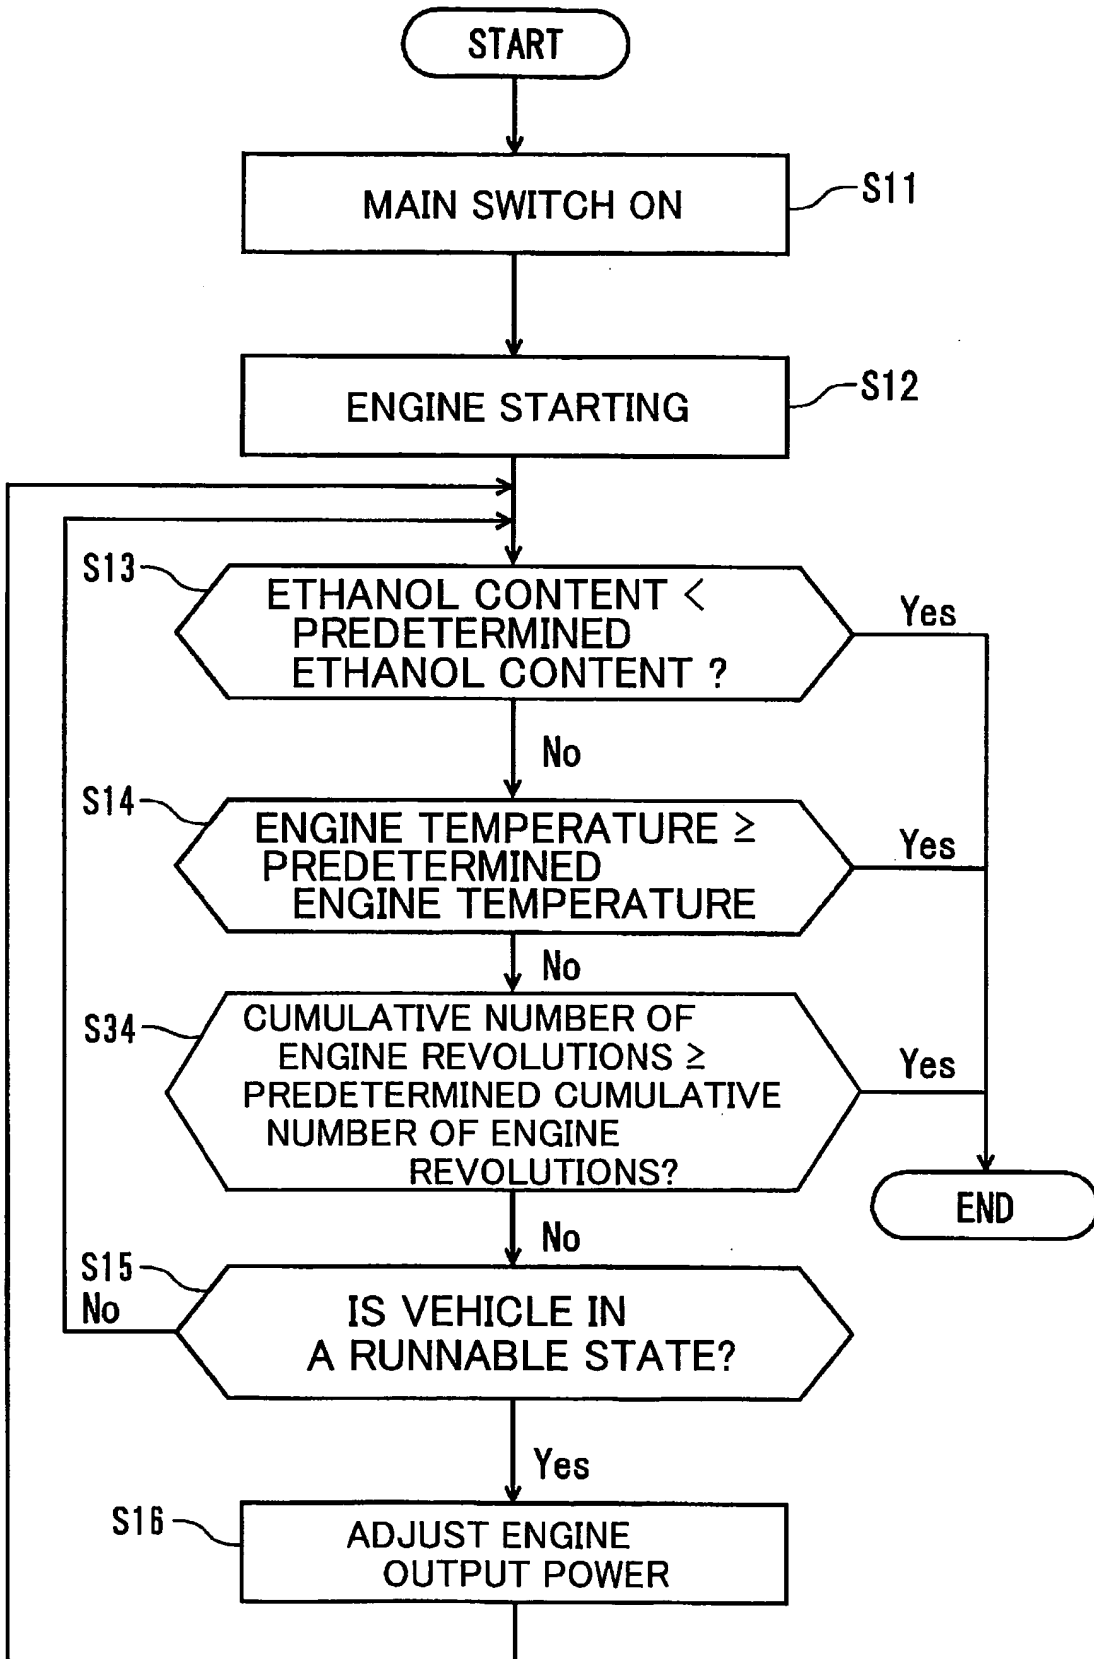 START
MAIN SWITCH ON
S11
ENGINE STARTING
S12
S13
ETHANOL CONTENT <
PREDETERMINED
ETHANOL CONTENT ?
Yes
No
S14
ENGINE TEMPERATURE ≥
PREDETERMINED
ENGINE TEMPERATURE
Yes
No
S34
CUMULATIVE NUMBER OF
ENGINE REVOLUTIONS ≥
PREDETERMINED CUMULATIVE
NUMBER OF ENGINE
REVOLUTIONS?
Yes
END
No
S15
No
IS VEHICLE IN
A RUNNABLE STATE?
Yes
S16
ADJUST ENGINE
OUTPUT POWER